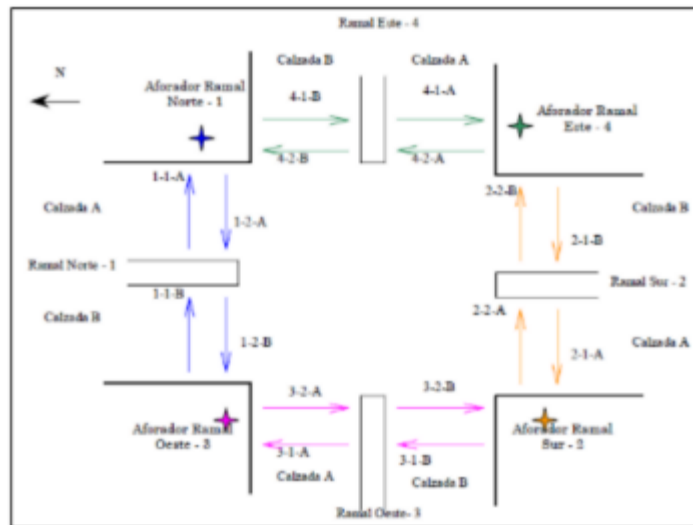 Ramal Este - 4
Calzada B
Calzada A
N
Aforador Ramal
Norte - 1
4-1-B
4-1-A
Aforador Ramal
Este - 4
4-2-B
4-2-A
1-1-A
2-2-B
Calzada A
1-2-A
Calzada B
2-1-B
Ramal Norte - 1
Ramal Sur - 2
1-1-B
2-2-A
Calzada B
1-2-B
Calzada A
2-1-A
3-2-A
3-2-B
Aforador Ramal
Oeste - 3
Aforador Ramal
Sur - 2
3-1-A
3-1-B
Calzada A
Calzada B
Ramal Oeste- 3